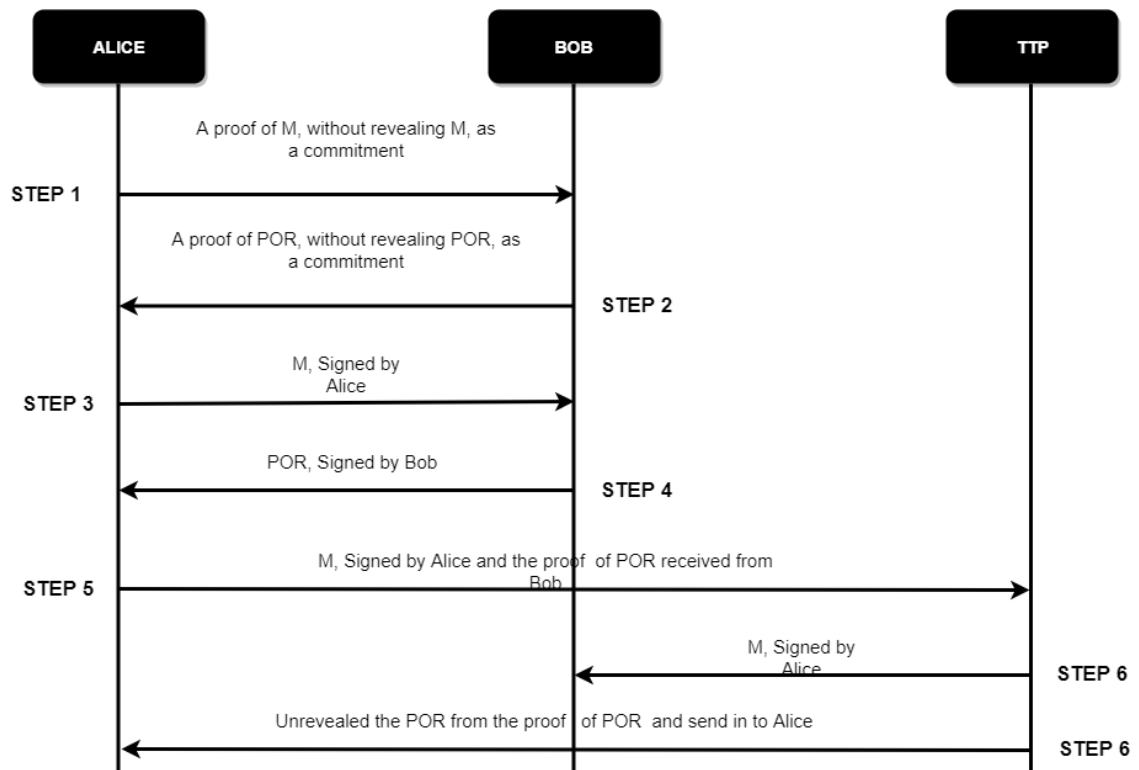 ALICE
BOB
TTP
A proof of M, without revealing M, as
a commitment
STEP 1
A proof of POR, without revealing POR, as
a commitment
STEP 2
M, Signed by
Alice
STEP 3
POR, Signed by Bob
STEP 4
M, Signed by Alice and the proof of POR received from
Bob
STEP 5
M, Signed by
Alice
STEP 6
Unrevealed the POR from the proof of POR and send in to Alice
STEP 6